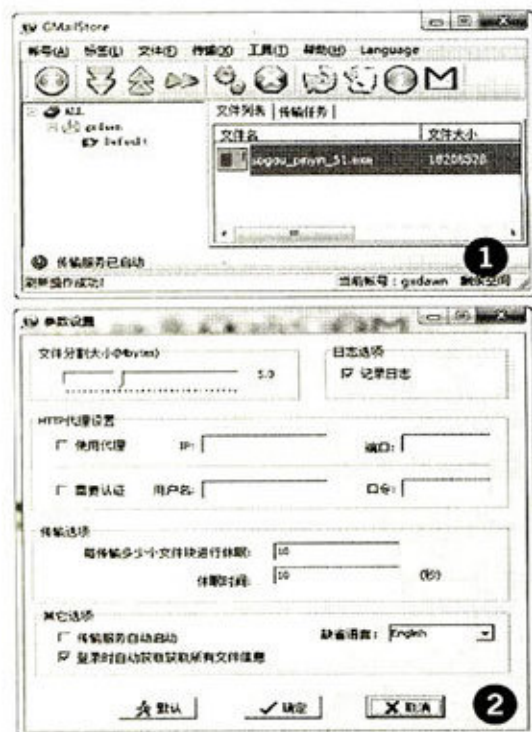 GMailStore
帐号(A) 标签(L) 文件(F) 传输(X) 工具(T) 帮助(H) Language
ALL
gxdawn
Default
文件列表 传输任务
文件名 文件大小
sogou_pinyin_51.exe 18208528
传输服务已启动
刷新操作成功! 当前帐号：gxdawn
1
参数设置
文件分割大小(Mbytes)
5.0
日志选项
记录日志
HTTP代理设置
使用代理 IP: 端口:
需要认证 用户名: 口令:
传输选项
每传输多少个文件块进行休眠: 10
休眠时间: 10 (秒)
其它选项
传输服务自动启动 缺省语言: English
登录时自动获取获取所有文件信息
默认 确定 取消
2